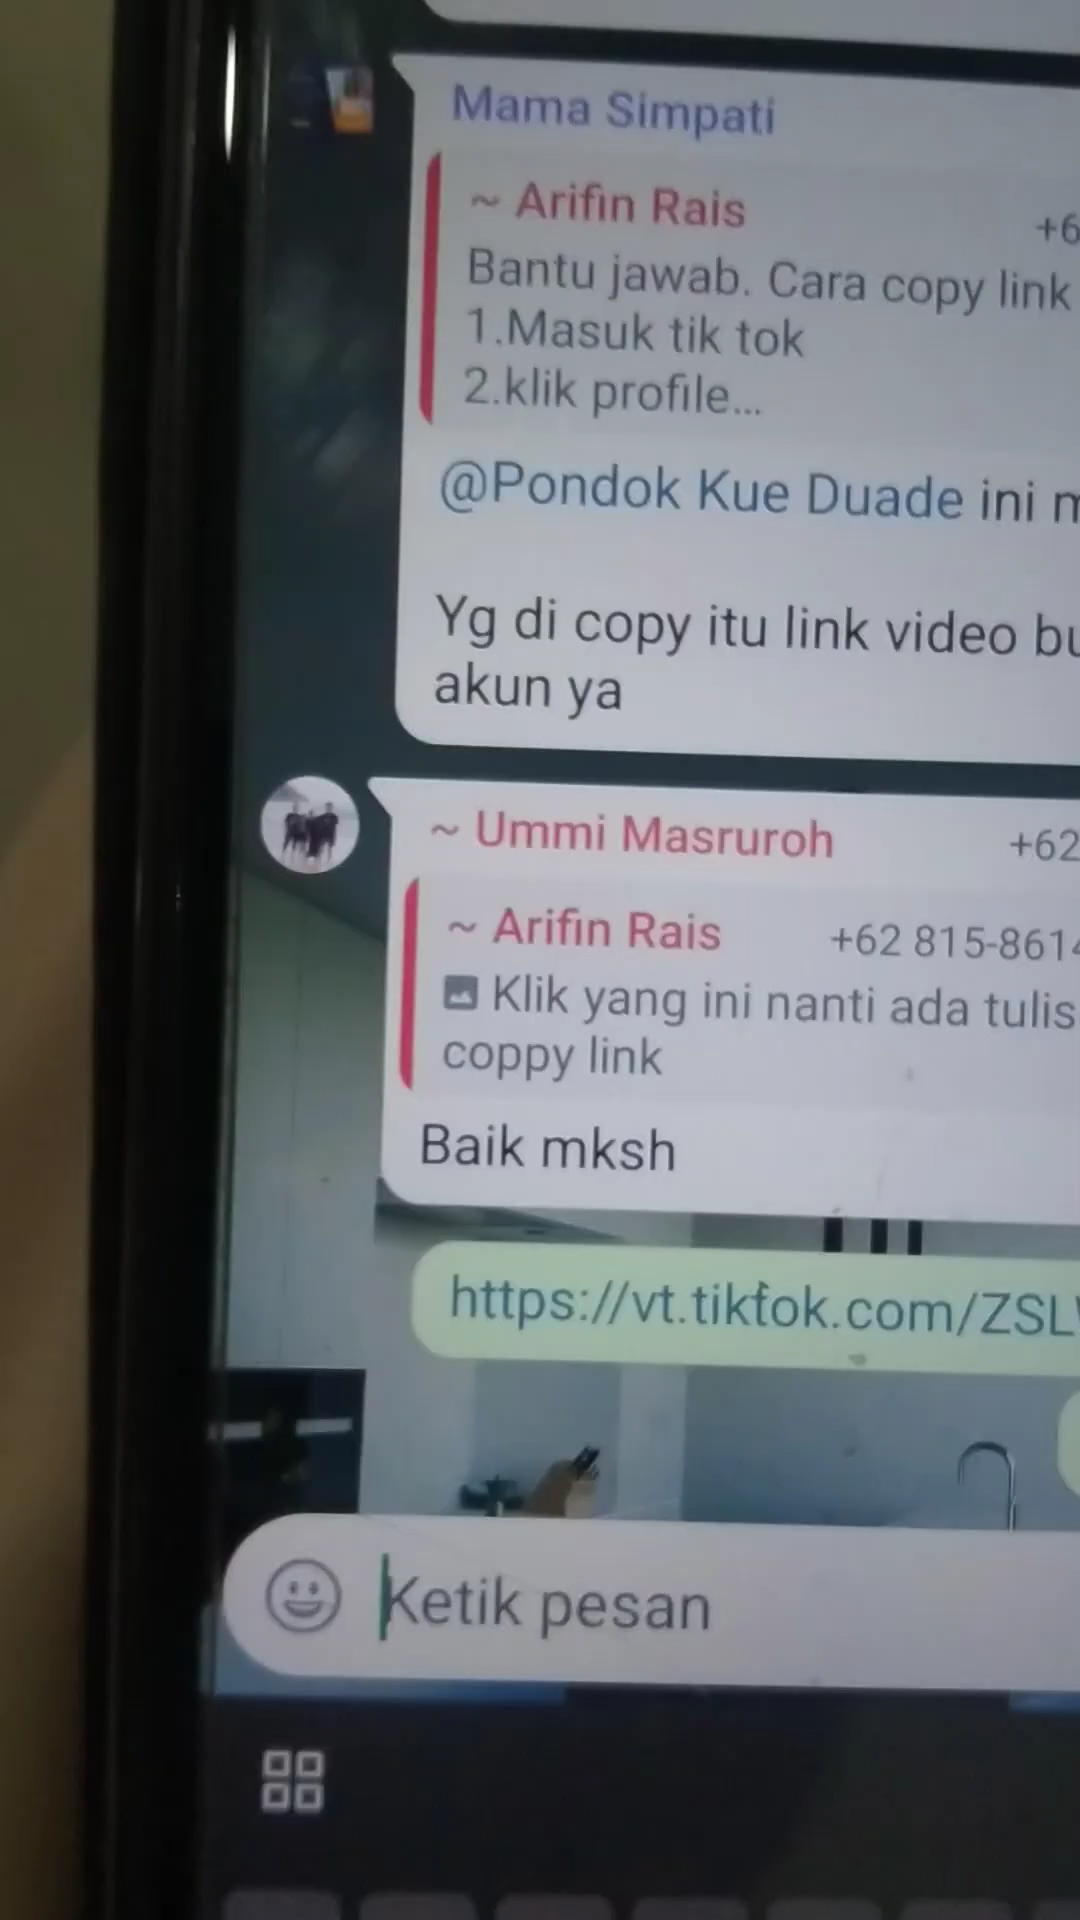 Mama Simpati
~ Arifin Rais +6
Bantu jawab. Cara copy link
1.Masuk tik tok
2.klik profile...
@Pondok Kue Duade ini
Yg di copy itu link video
akun ya
~ Ummi Masruroh +62
~ Arifin Rais +62 815-8614
Klik yang ini nanti ada tulis
coppy link
Baik mksh
https://vt.tiktok.com/ZSL
Ketik pesan